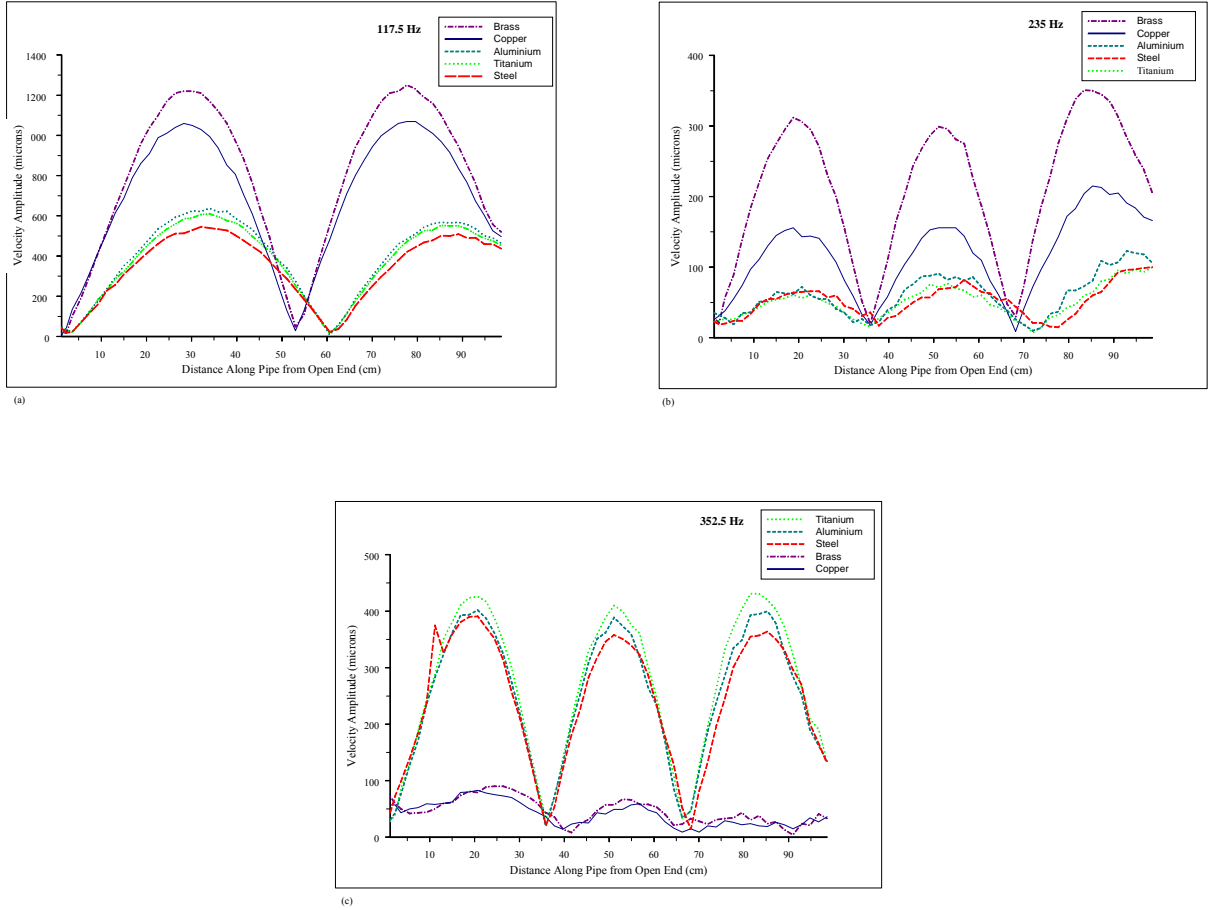 117.5 Hz
Brass
Copper
Aluminium
Titanium
Steel
1400
1200
000
800
600
400
200
0
Velocity Amplitude (microns)
10 20 30 40 50 60 70 80 90
Distance Along Pipe from Open End (cm)
(a)
235 Hz
Brass
Copper
Aluminium
Steel
Titanium
400
300
200
100
0
Velocity Amplitude (microns)
10 20 30 40 50 60 70 80 90
Distance Along Pipe from Open End (cm)
(b)
352.5 Hz
Titanium
Aluminium
Steel
Brass
Copper
500
400
300
200
100
0
Velocity Amplitude (microns)
10 20 30 40 50 60 70 80 90
Distance Along Pipe from Open End (cm)
(c)